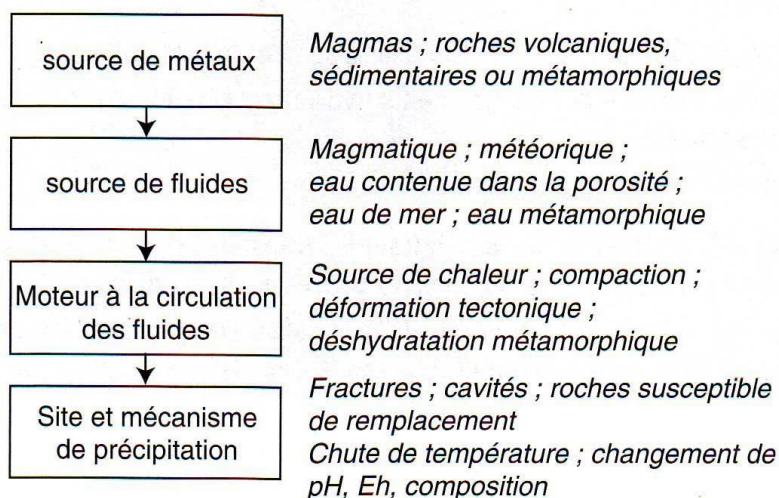 source de métaux
Magmas ; roches volcaniques,
sédimentaires ou métamorphiques
source de fluides
Magmatique ; météorique ;
eau contenue dans la porosité ;
eau de mer ; eau métamorphique
Moteur à la circulation
des fluides
Source de chaleur ; compaction ;
déformation tectonique ;
déshydratation métamorphique
Site et mécanisme
de précipitation
Fractures ; cavités ; roches susceptible
de remplacement
Chute de température ; changement de
pH, Eh, composition